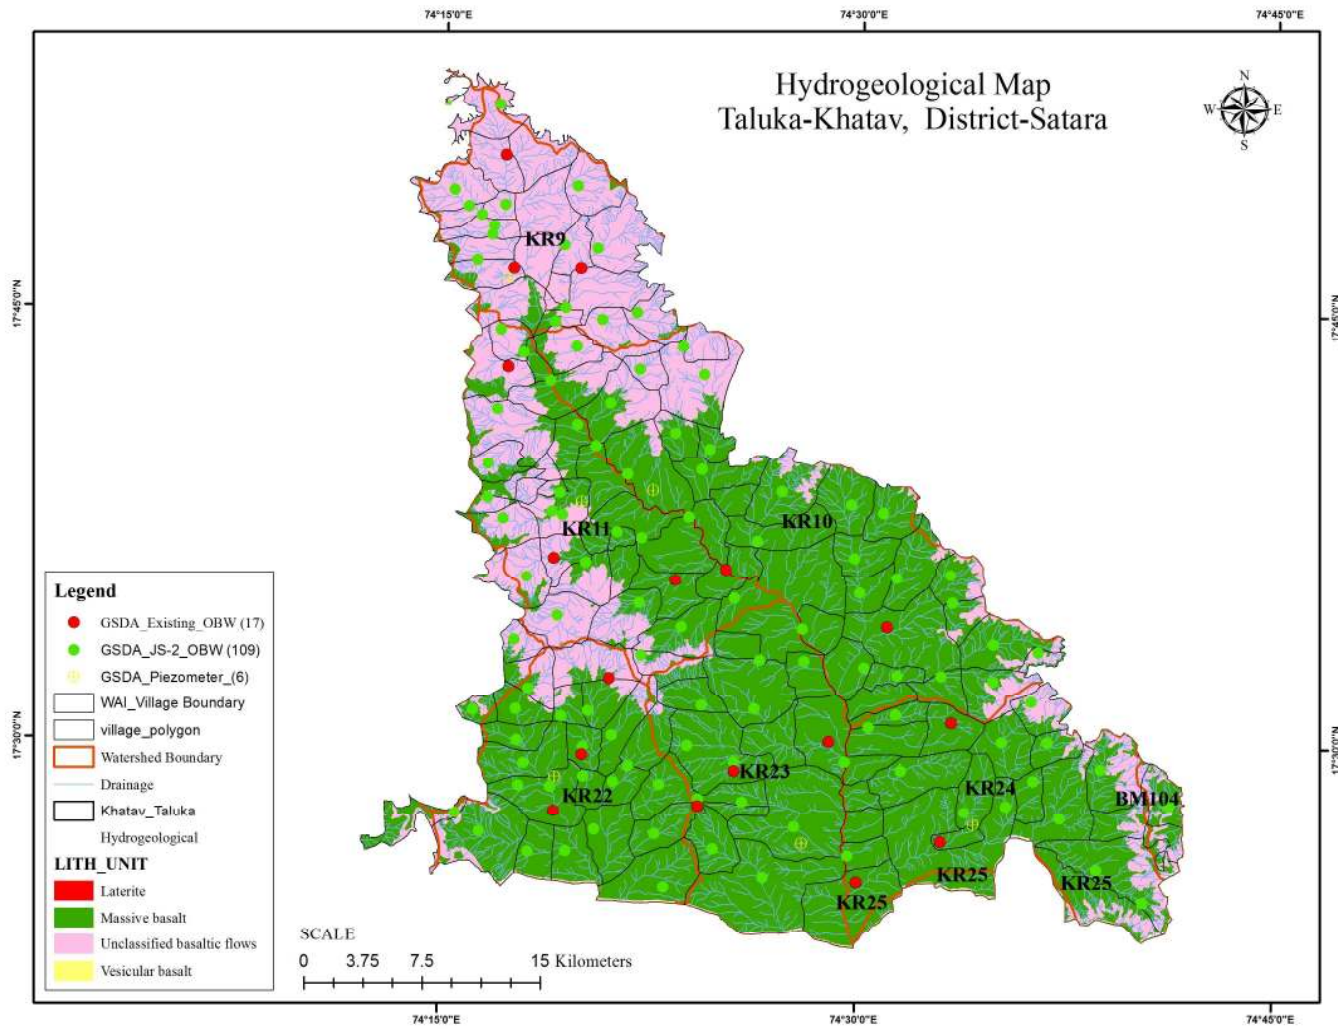 74°15'0"E 74°30'0"E 74°45'0"E
Hydrogeological Map
Taluka-Khatav, District-Satara
N
W E
S
KR9
17°45'0"N 17°45'0"N
KR10
KR11
Legend
GSDA_Existing_OBW (17)
GSDA_JS-2_OBW (109)
GSDA_Piezometer_(6)
WAI_Village Boundary
village_polygon
Watershed Boundary
Drainage
Khatav_Taluka
Hydrogeological
LITH_UNIT
Laterite
Massive basalt
Unclassified basaltic flows
Vesicular basalt
17°30'0"N 17°30'0"N
KR23
KR22
KR24
BM104
KR25
KR25
KR25
SCALE
0 3.75 7.5 15 Kilometers
74°15'0"E 74°30'0"E 74°45'0"E